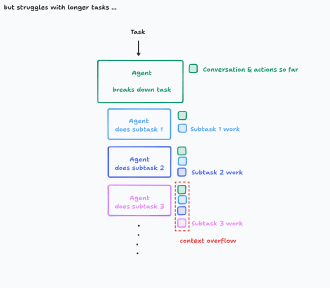 but struggles with longer tasks ...
Task
Agent
breaks down task
Conversation & actions so far
Agent
does subtask 1
Subtask 1 work
Agent
does subtask 2
Subtask 2 work
Agent
does subtask 3
Subtask 3 work
context overflow